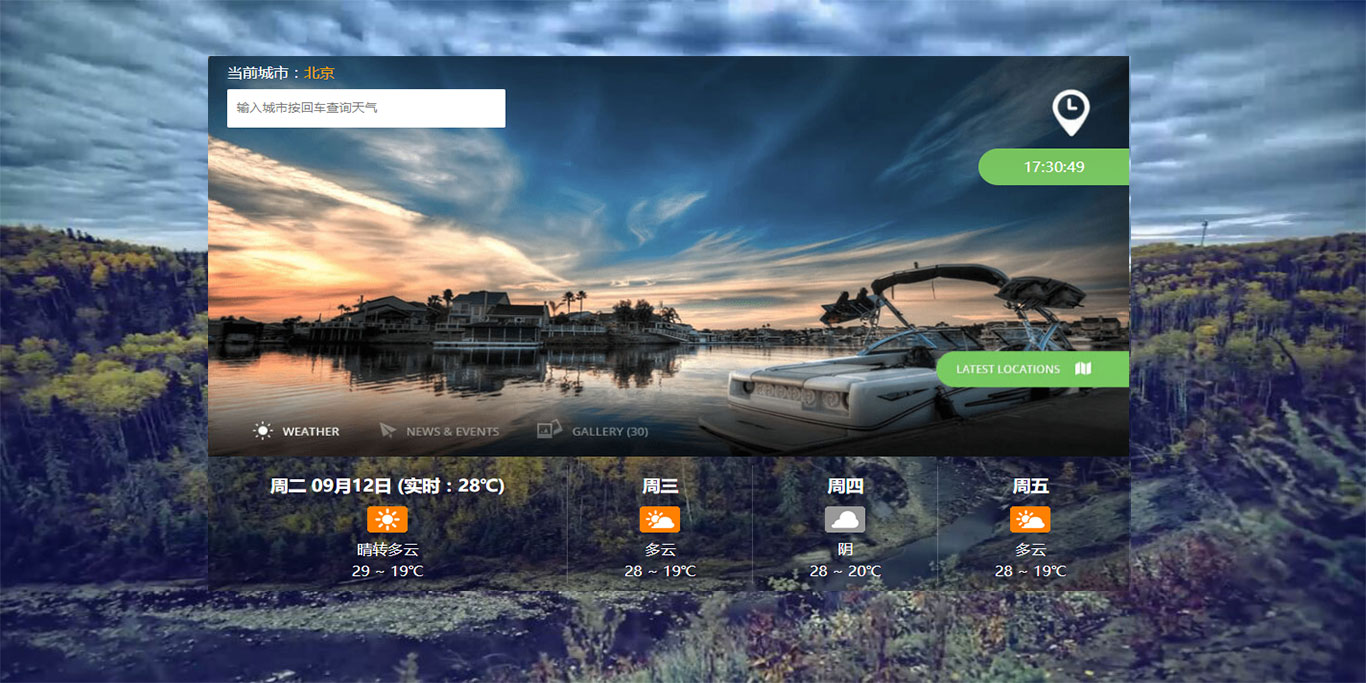 当前城市：北京
输入城市按回车查询天气
17:30:49
LATEST LOCATIONS
WEATHER
NEWS & EVENTS
GALLERY (30)
周二 09月12日 (实时：28℃)
晴转多云
29 ~ 19℃
周三
多云
28 ~ 19℃
周四
阴
28 ~ 20℃
周五
多云
28 ~ 19℃